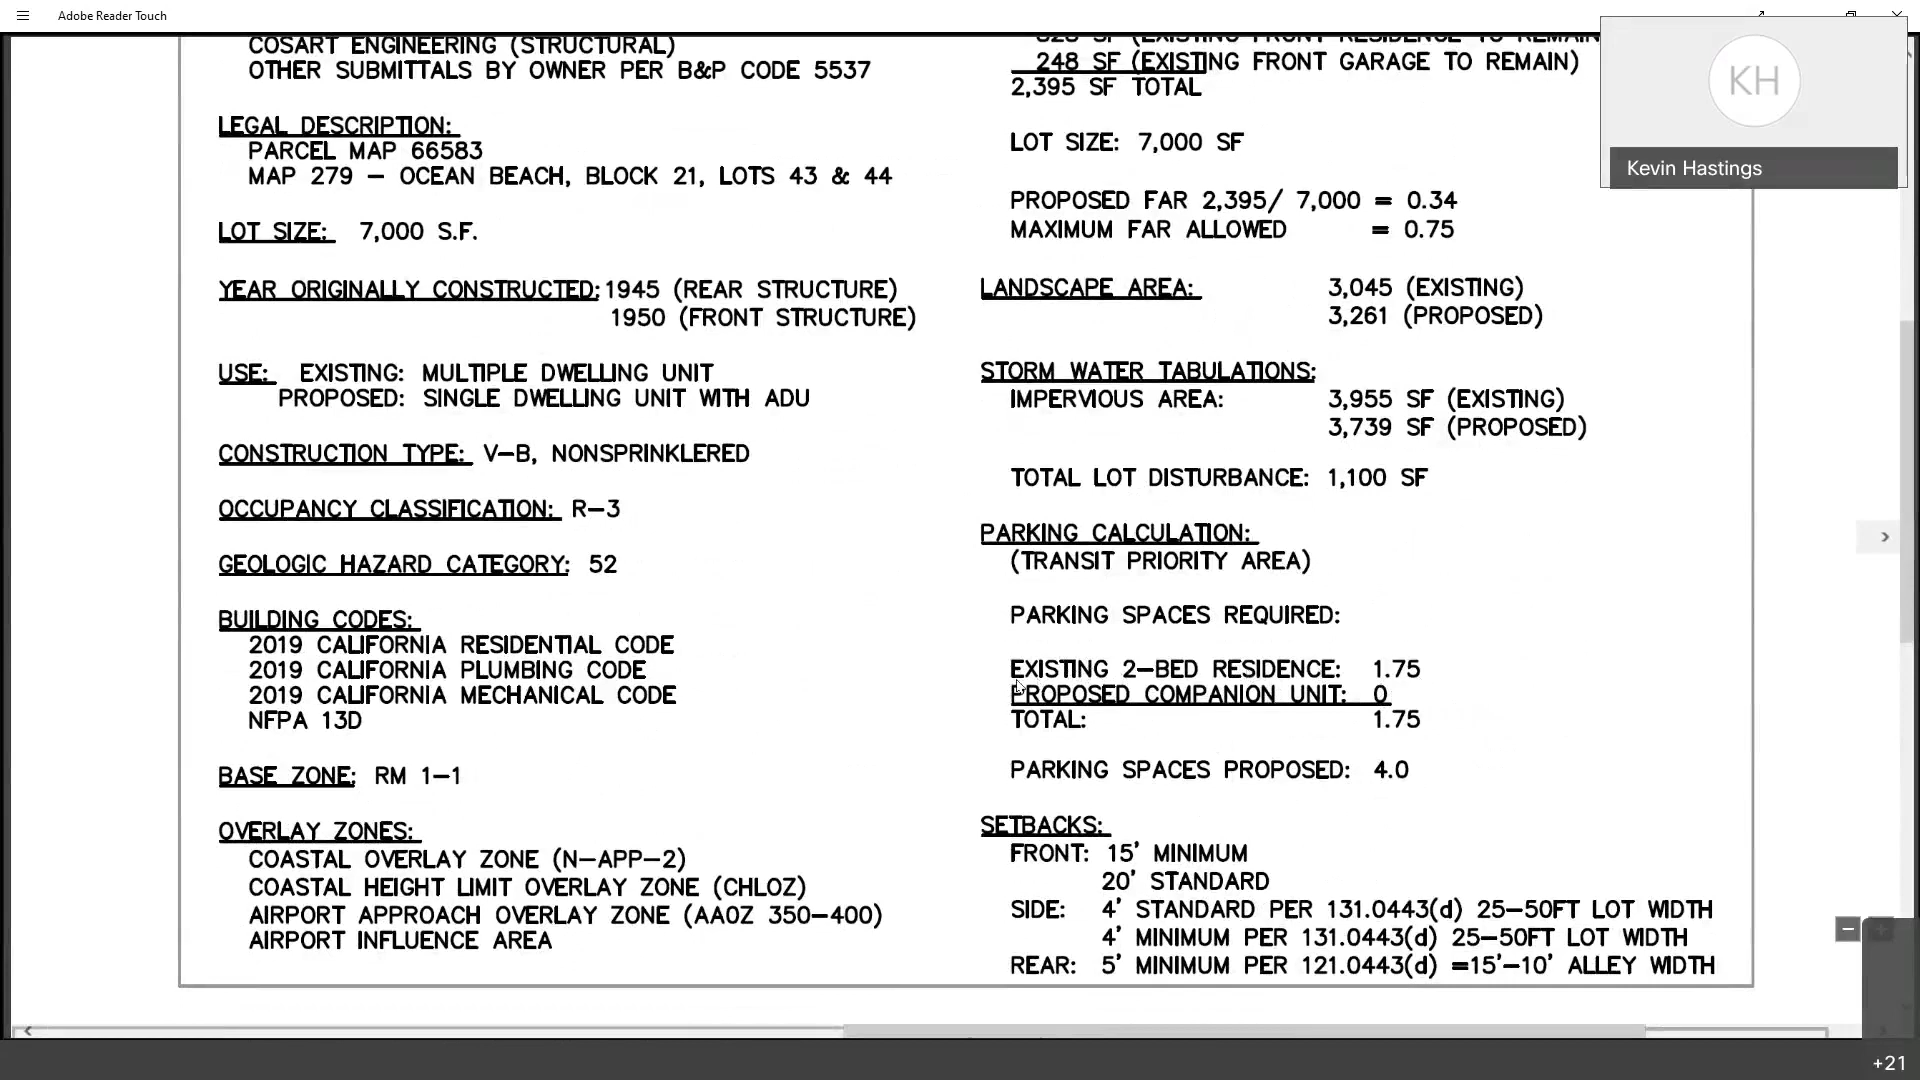 Adobe Reader Touch
COSART ENGINEERING (STRUCTURAL)
OTHER SUBMITTALS BY OWNER PER B&P CODE 5537
LEGAL DESCRIPTION:
PARCEL MAP 66583
MAP 279 – OCEAN BEACH, BLOCK 21, LOTS 43 & 44
LOT SIZE: 7,000 S.F.
YEAR ORIGINALLY CONSTRUCTED: 1945 (REAR STRUCTURE)
1950 (FRONT STRUCTURE)
USE: EXISTING: MULTIPLE DWELLING UNIT
PROPOSED: SINGLE DWELLING UNIT WITH ADU
CONSTRUCTION TYPE: V–B, NONSPRINKLERED
OCCUPANCY CLASSIFICATION: R–3
GEOLOGIC HAZARD CATEGORY: 52
BUILDING CODES:
2019 CALIFORNIA RESIDENTIAL CODE
2019 CALIFORNIA PLUMBING CODE
2019 CALIFORNIA MECHANICAL CODE
NFPA 13D
BASE ZONE: RM 1–1
OVERLAY ZONES:
COASTAL OVERLAY ZONE (N–APP–2)
COASTAL HEIGHT LIMIT OVERLAY ZONE (CHLOZ)
AIRPORT APPROACH OVERLAY ZONE (AAOZ 350–400)
AIRPORT INFLUENCE AREA
(EXISTING FRONT RESIDENCE TO REMAIN
248 SF (EXISTING FRONT GARAGE TO REMAIN)
2,395 SF TOTAL
LOT SIZE: 7,000 SF
PROPOSED FAR 2,395/ 7,000 = 0.34
MAXIMUM FAR ALLOWED = 0.75
LANDSCAPE AREA: 3,045 (EXISTING)
3,261 (PROPOSED)
STORM WATER TABULATIONS:
IMPERVIOUS AREA: 3,955 SF (EXISTING)
3,739 SF (PROPOSED)
TOTAL LOT DISTURBANCE: 1,100 SF
PARKING CALCULATION:
(TRANSIT PRIORITY AREA)
PARKING SPACES REQUIRED:
EXISTING 2–BED RESIDENCE: 1.75
PROPOSED COMPANION UNIT: 0
TOTAL: 1.75
PARKING SPACES PROPOSED: 4.0
SETBACKS:
FRONT: 15' MINIMUM
20' STANDARD
SIDE: 4' STANDARD PER 131.0443(d) 25–50FT LOT WIDTH
4' MINIMUM PER 131.0443(d) 25–50FT LOT WIDTH
REAR: 5' MINIMUM PER 121.0443(d) =15'–10' ALLEY WIDTH
KH
Kevin Hastings
+21